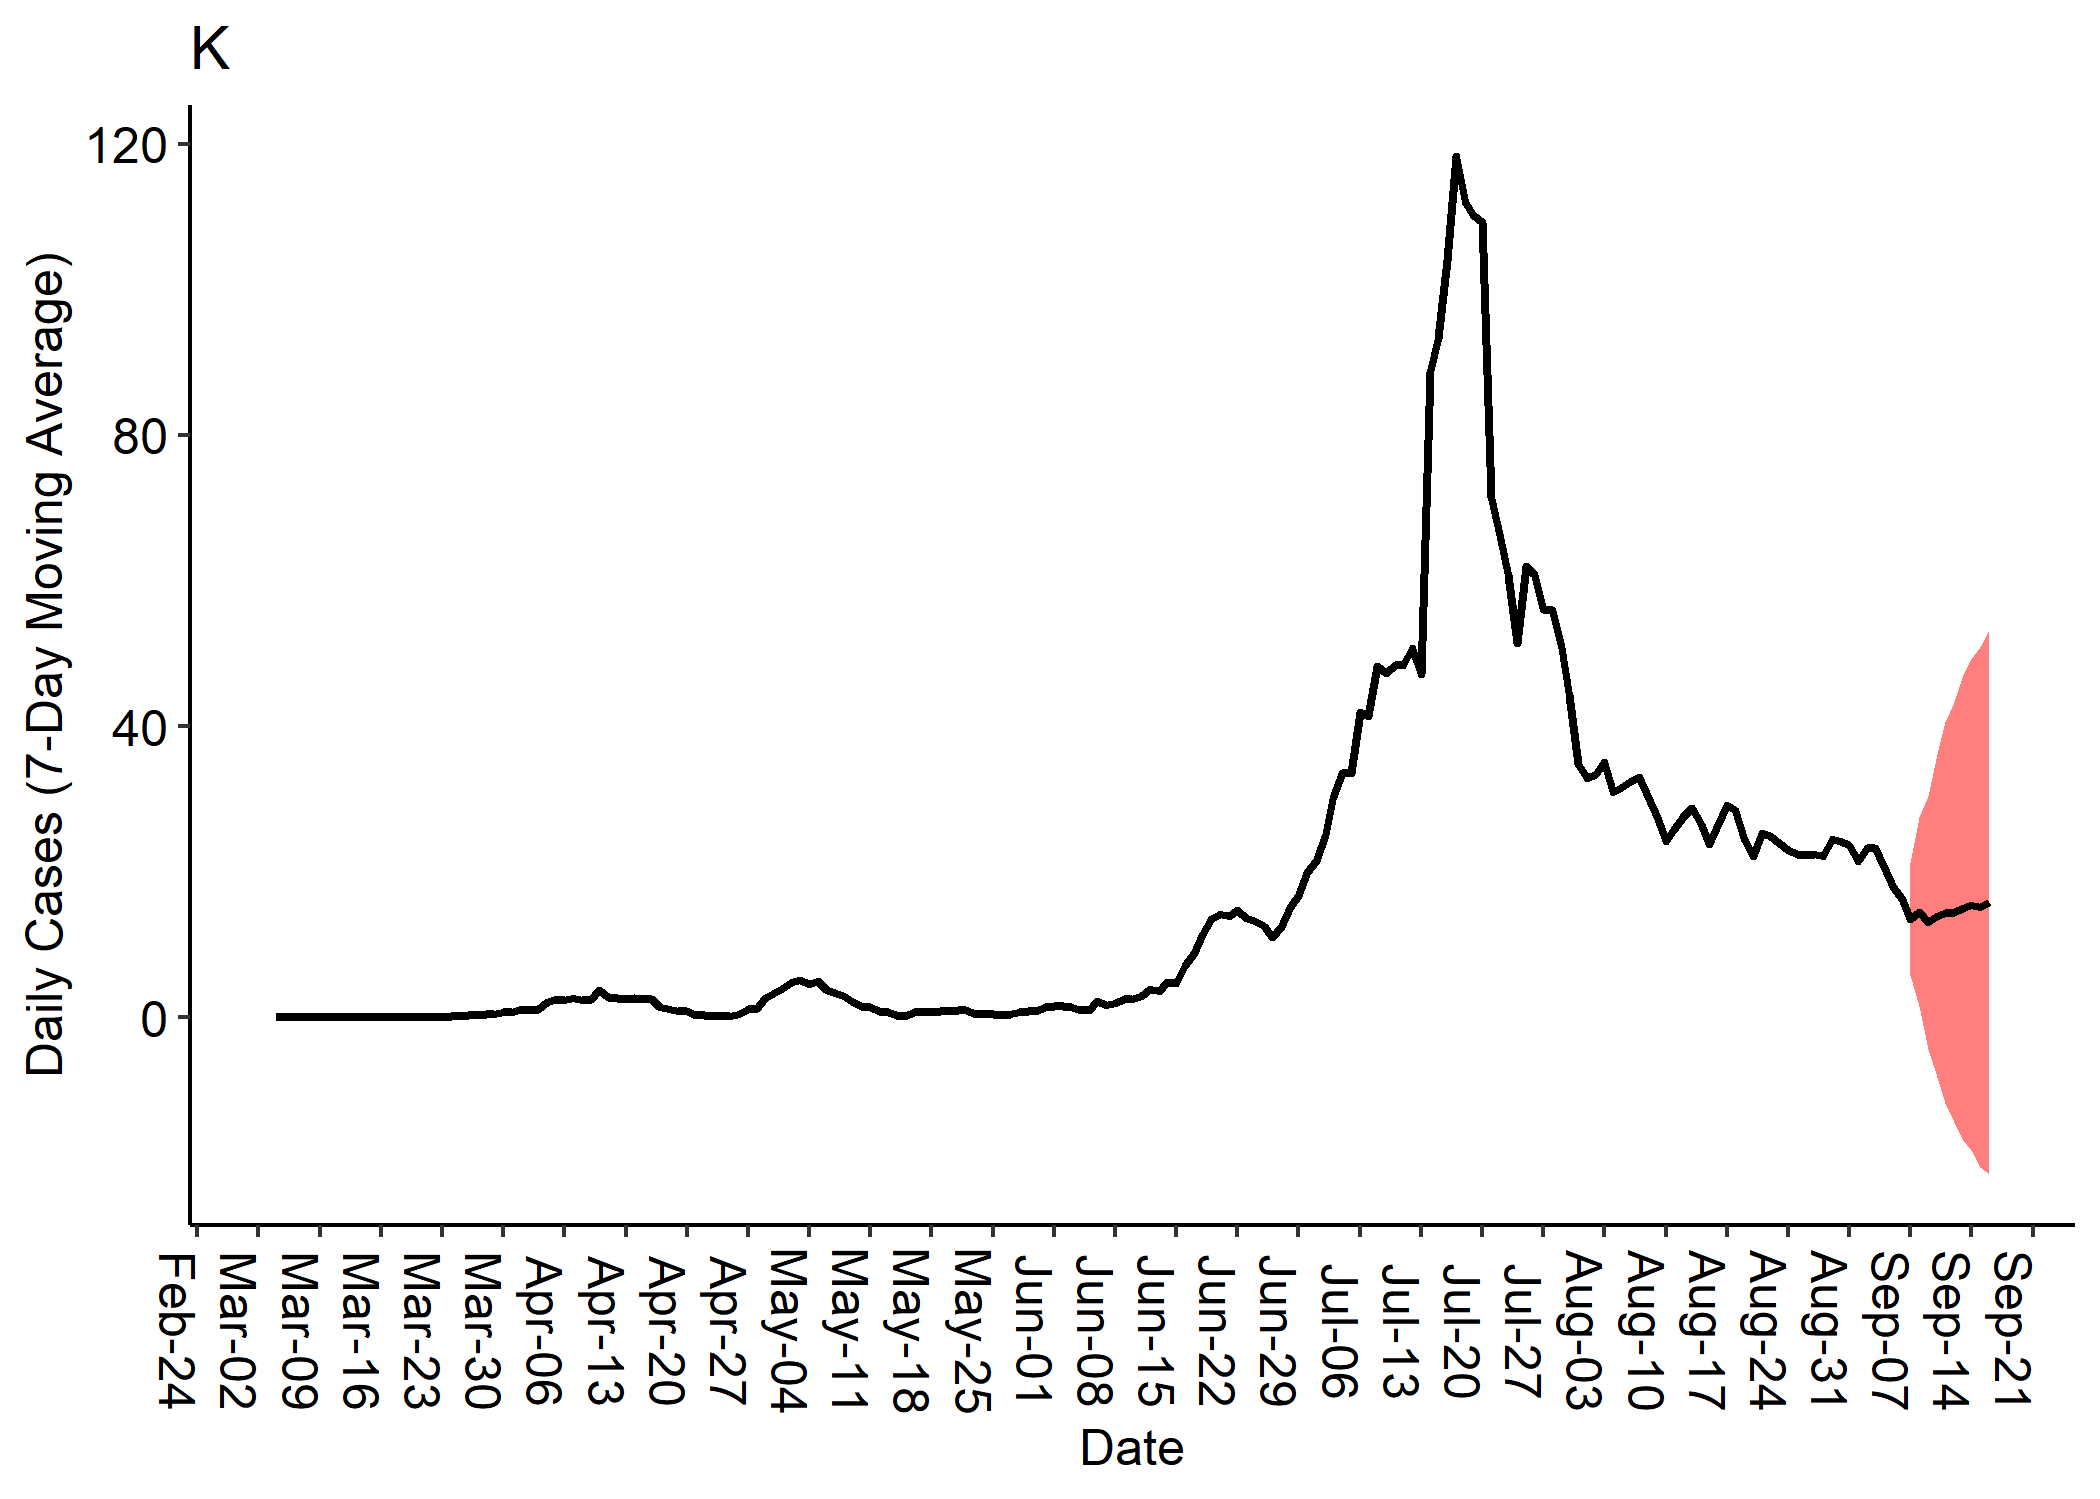 K
120
80
40
0
Daily Cases (7-Day Moving Average)
Feb-24
Mar-02
Mar-09
Mar-16
Mar-23
Mar-30
Apr-06
Apr-13
Apr-20
Apr-27
May-04
May-11
May-18
May-25
Jun-01
Jun-08
Jun-15
Jun-22
Jun-29
Jul-06
Jul-13
Jul-20
Jul-27
Aug-03
Aug-10
Aug-17
Aug-24
Aug-31
Sep-07
Sep-14
Sep-21
Date